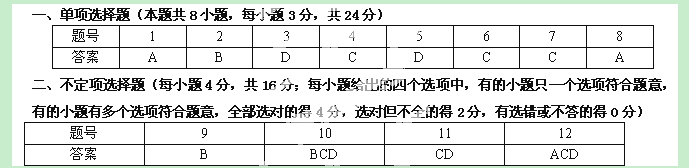 一、单项选择题（本题共8小题，每小题3分，共24分）
题号 1 2 3 4 5 6 7 8
答案 A B D C D C C A
二、不定项选择题（每小题4分，共16分；每小题给出的四个选项中，有的小题只一个选项符合题意，
有的小题有多个选项符合题意，全部选对的得4分，选对但不全的得2分，有选错或不答的得0分）
题号 9 10 11 12
答案 B BCD CD ACD